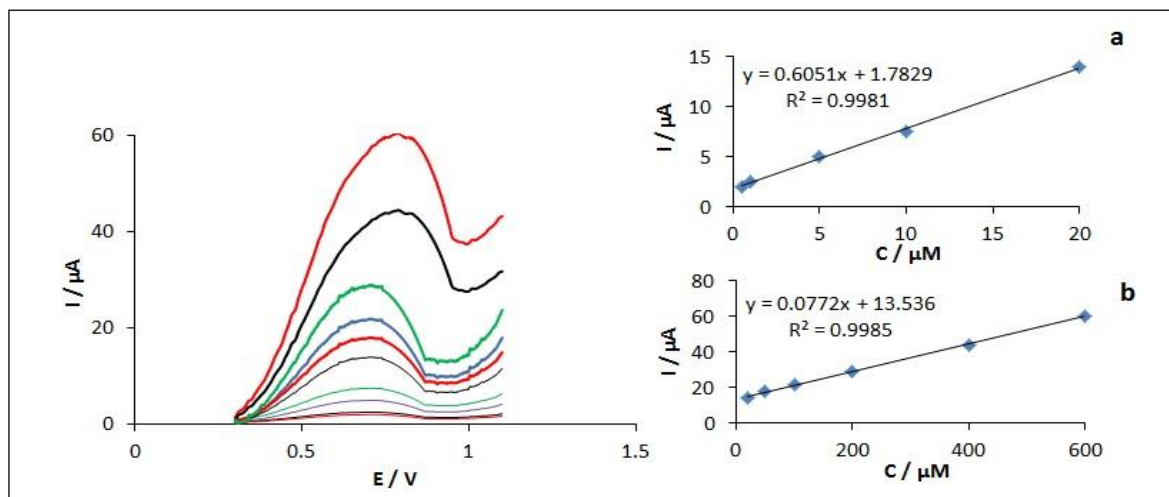 60
40
20
0
0
0.5
1
1.5
I / µA
E / V
a
y = 0.6051x + 1.7829
R² = 0.9981
15
10
5
0
0
5
10
15
20
I / µA
C / µM
b
y = 0.0772x + 13.536
R² = 0.9985
80
60
40
20
0
0
200
400
600
I / µA
C / µM